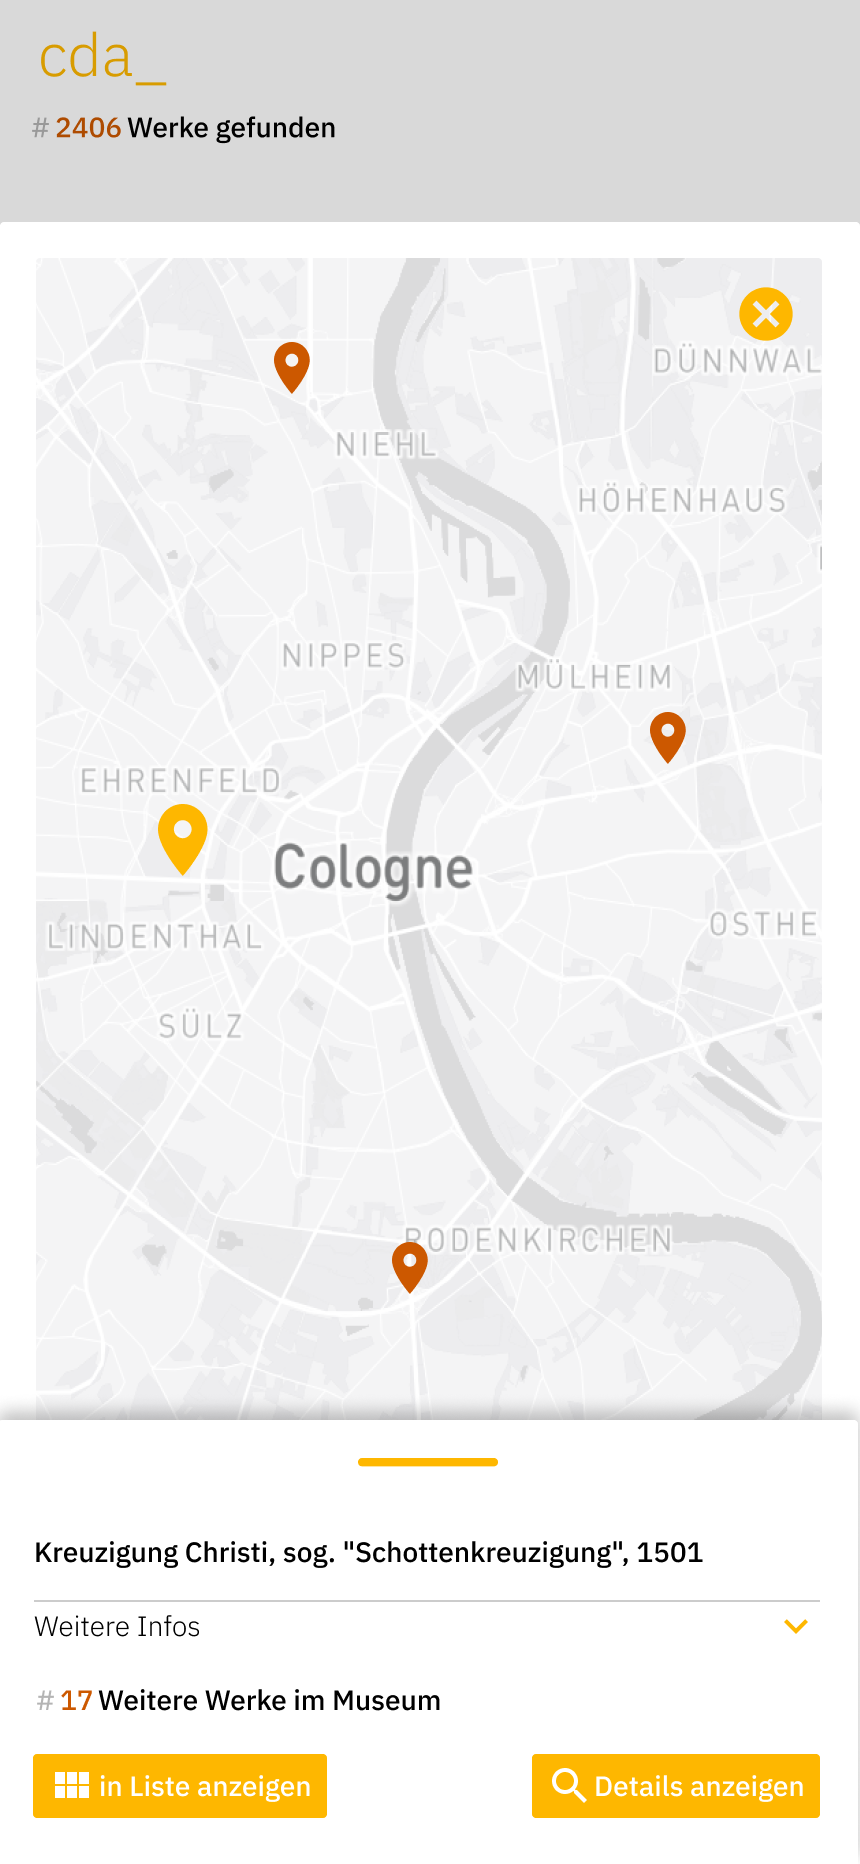 cda_
# 2406 Werke gefunden
DÜNNWAL
NIEHL
HÖHENHAUS
NIPPES
MÜLHEIM
EHRENFELD
Cologne
OSTHE
LINDENTHAL
SÜLZ
RODENKIRCHEN
Kreuzigung Christi, sog. "Schottenkreuzigung", 1501
Weitere Infos
# 17 Weitere Werke im Museum
in Liste anzeigen
Details anzeigen